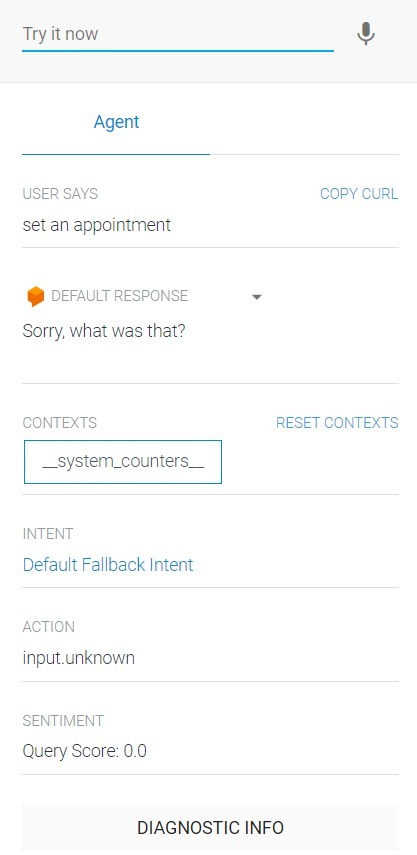 Try it now
Agent
USER SAYS COPY CURL
set an appointment
DEFAULT RESPONSE
Sorry, what was that?
CONTEXTS RESET CONTEXTS
__system_counters__
INTENT
Default Fallback Intent
ACTION
input.unknown
SENTIMENT
Query Score: 0.0
DIAGNOSTIC INFO